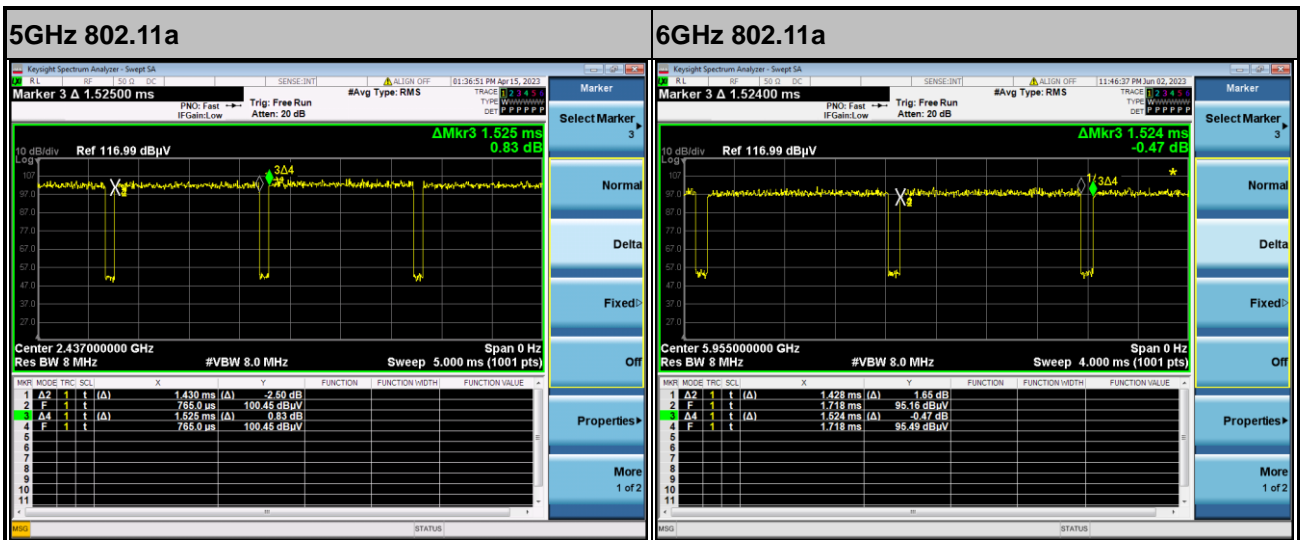 5GHz 802.11a
Keysight Spectrum Analyzer - Swept SA
RL RF 50 Ω DC SENSE:INT ALIGN OFF 01:36:51 PM Apr 15, 2023
Marker 3 Δ 1.52500 ms
PNO: Fast
IFGain:Low
Trig: Free Run
Atten: 20 dB
#Avg Type: RMS
TRACE 1 2 3 4 5 6
TYPE WWWWWW
DET P P P P P P
ΔMkr3 1.525 ms
0.83 dB
10 dB/div Ref 116.99 dBµV
Log
107
97.0
87.0
77.0
67.0
57.0
47.0
37.0
27.0
3Δ4
Center 2.437000000 GHz Span 0 Hz
Res BW 8 MHz #VBW 8.0 MHz Sweep 5.000 ms (1001 pts)
MKR MODE TRC SCL X Y FUNCTION FUNCTION WIDTH FUNCTION VALUE
1 Δ2 1 t (Δ) 1.430 ms (Δ) -2.50 dB
2 F 1 t 765.0 µs 100.45 dBµV
3 Δ4 1 t (Δ) 1.525 ms (Δ) 0.83 dB
4 F 1 t 765.0 µs 100.45 dBµV
5
6
7
8
9
10
11
MSG STATUS
Marker
Select Marker
3
Normal
Delta
Fixed
Off
Properties
More
1 of 2
6GHz 802.11a
Keysight Spectrum Analyzer - Swept SA
RL RF 50 Ω DC SENSE:INT ALIGN OFF 11:46:37 PM Jun 02, 2023
Marker 3 Δ 1.52400 ms
PNO: Fast
IFGain:Low
Trig: Free Run
Atten: 20 dB
#Avg Type: RMS
TRACE 1 2 3 4 5 6
TYPE WWWWWW
DET P P P P P P
ΔMkr3 1.524 ms
-0.47 dB
10 dB/div Ref 116.99 dBµV
Log
107
97.0
87.0
77.0
67.0
57.0
47.0
37.0
27.0
3Δ4
Center 5.955000000 GHz Span 0 Hz
Res BW 8 MHz #VBW 8.0 MHz Sweep 4.000 ms (1001 pts)
MKR MODE TRC SCL X Y FUNCTION FUNCTION WIDTH FUNCTION VALUE
1 Δ2 1 t (Δ) 1.428 ms (Δ) 1.65 dB
2 F 1 t 1.718 ms 95.16 dBµV
3 Δ4 1 t (Δ) 1.524 ms (Δ) -0.47 dB
4 F 1 t 1.718 ms 95.49 dBµV
5
6
7
8
9
10
11
MSG STATUS
Marker
Select Marker
3
Normal
Delta
Fixed
Off
Properties
More
1 of 2